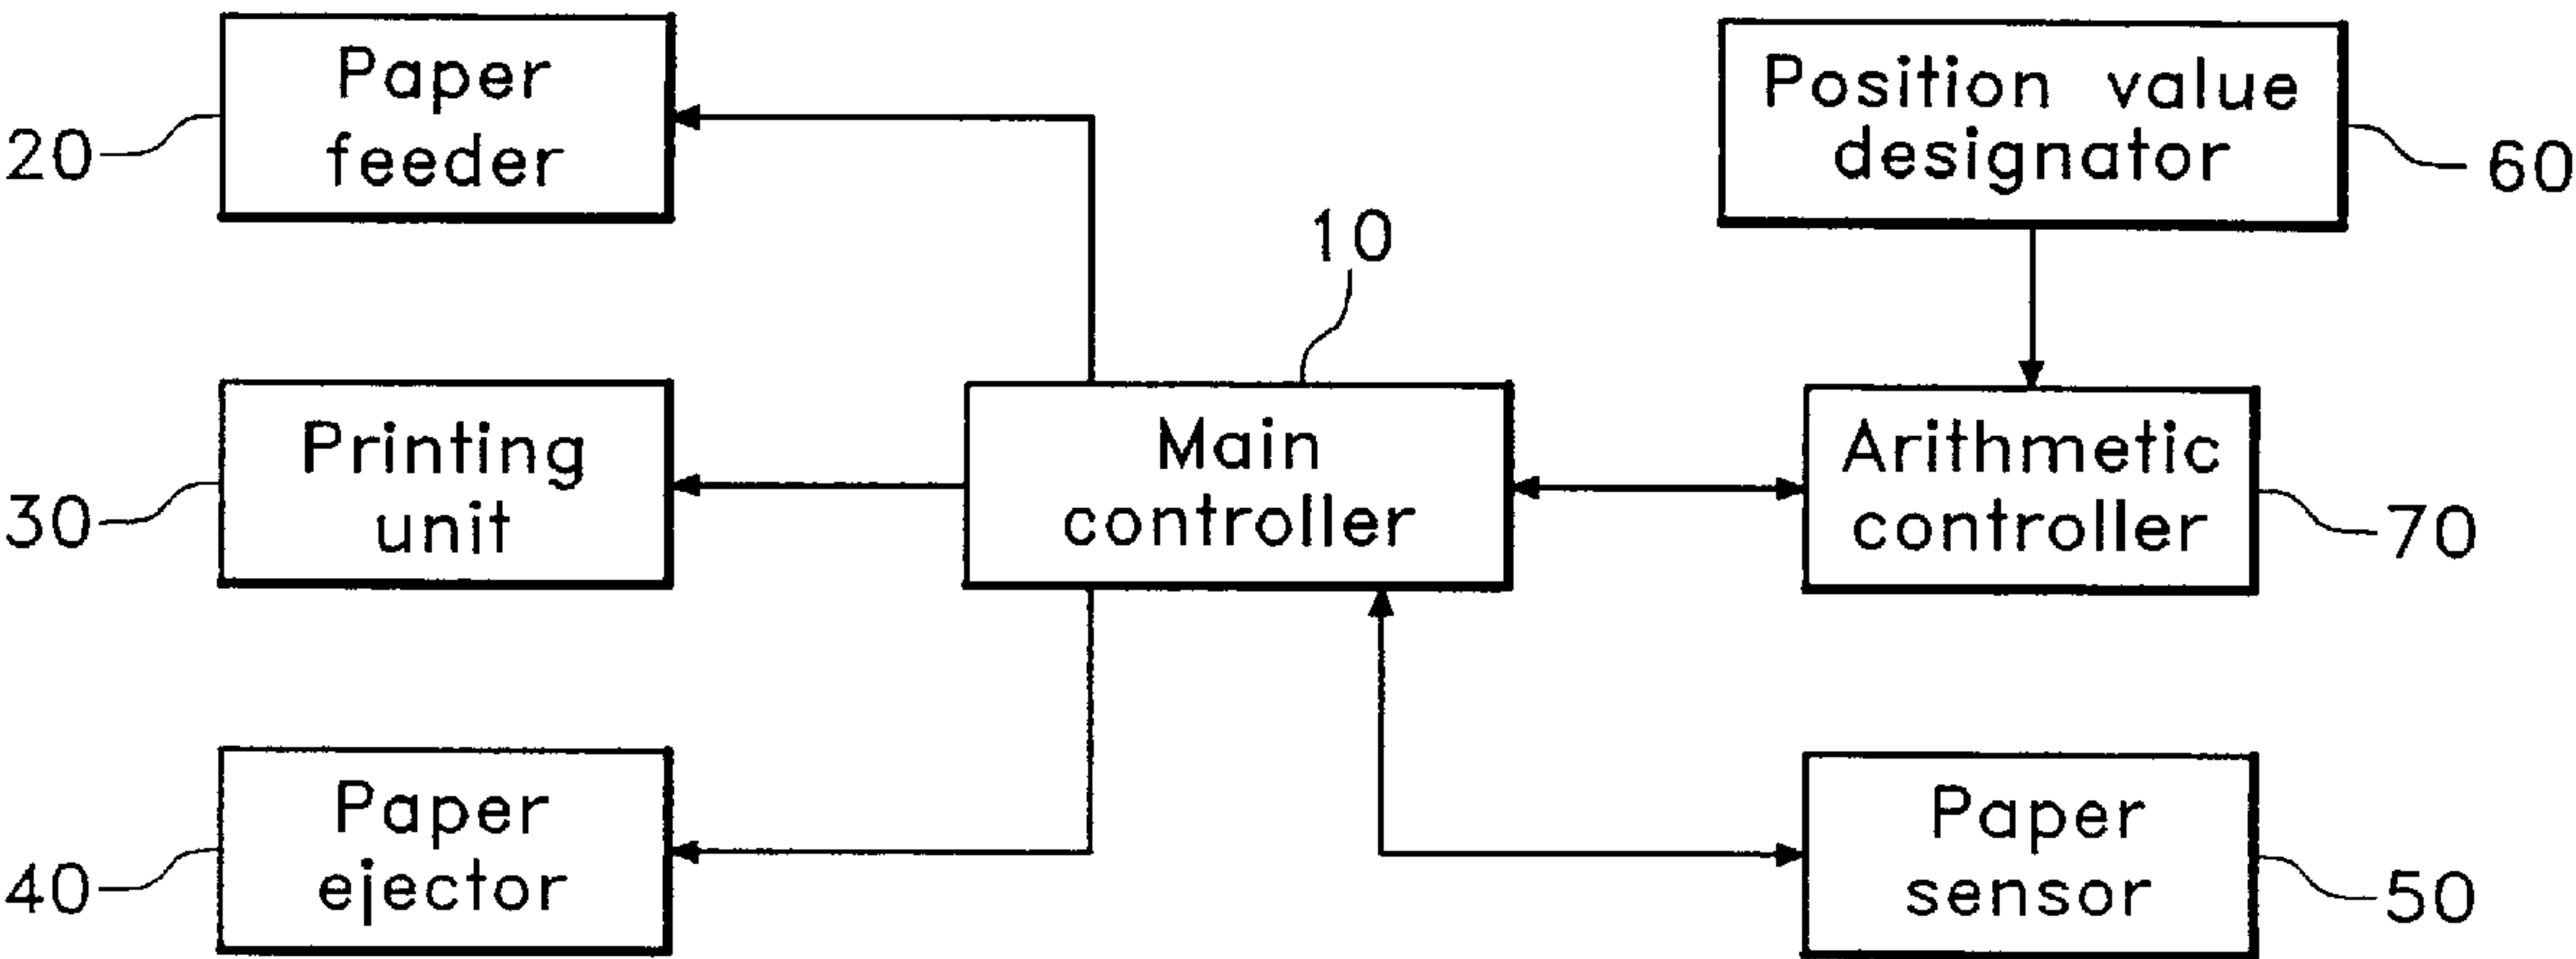 Paper
feeder
20
Position value
designator
60
10
Printing
unit
30
Main
controller
Arithmetic
controller
70
Paper
ejector
40
Paper
sensor
50